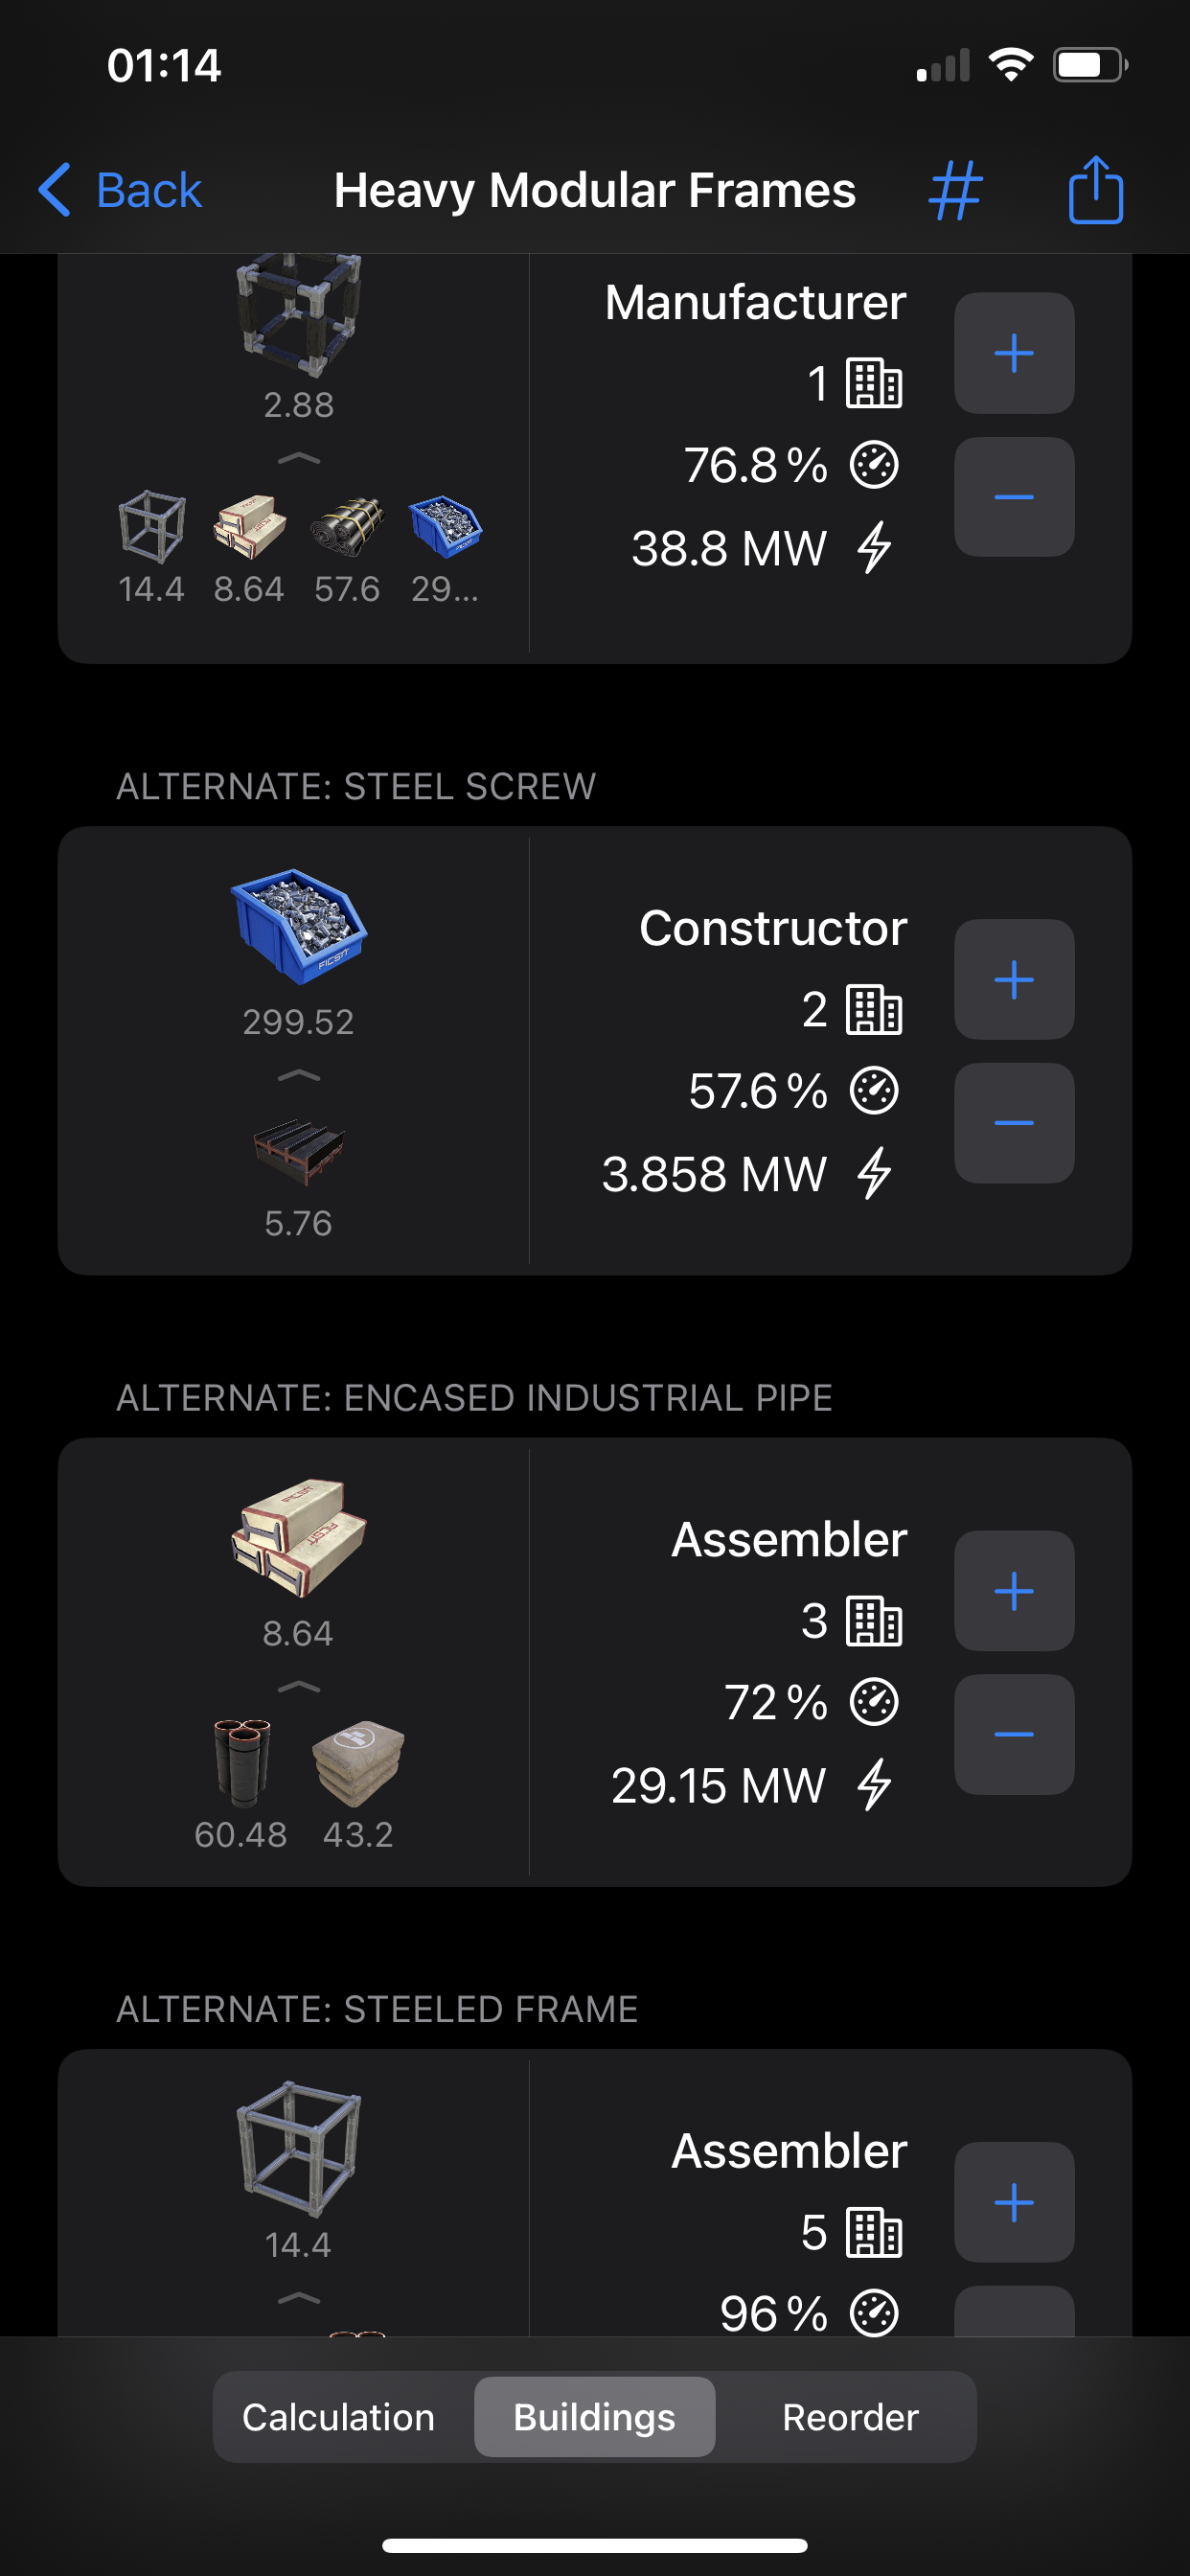 01:14
Back
Heavy Modular Frames
Manufacturer
2.88
1
76.8 %
38.8 MW
14.4 8.64 57.6 29...
ALTERNATE: STEEL SCREW
FICSIT
299.52
5.76
Constructor
2
57.6 %
3.858 MW
ALTERNATE: ENCASED INDUSTRIAL PIPE
FICSIT
FICSIT
8.64
60.48 43.2
Assembler
3
72 %
29.15 MW
ALTERNATE: STEELED FRAME
14.4
Assembler
5
96 %
Calculation Buildings Reorder